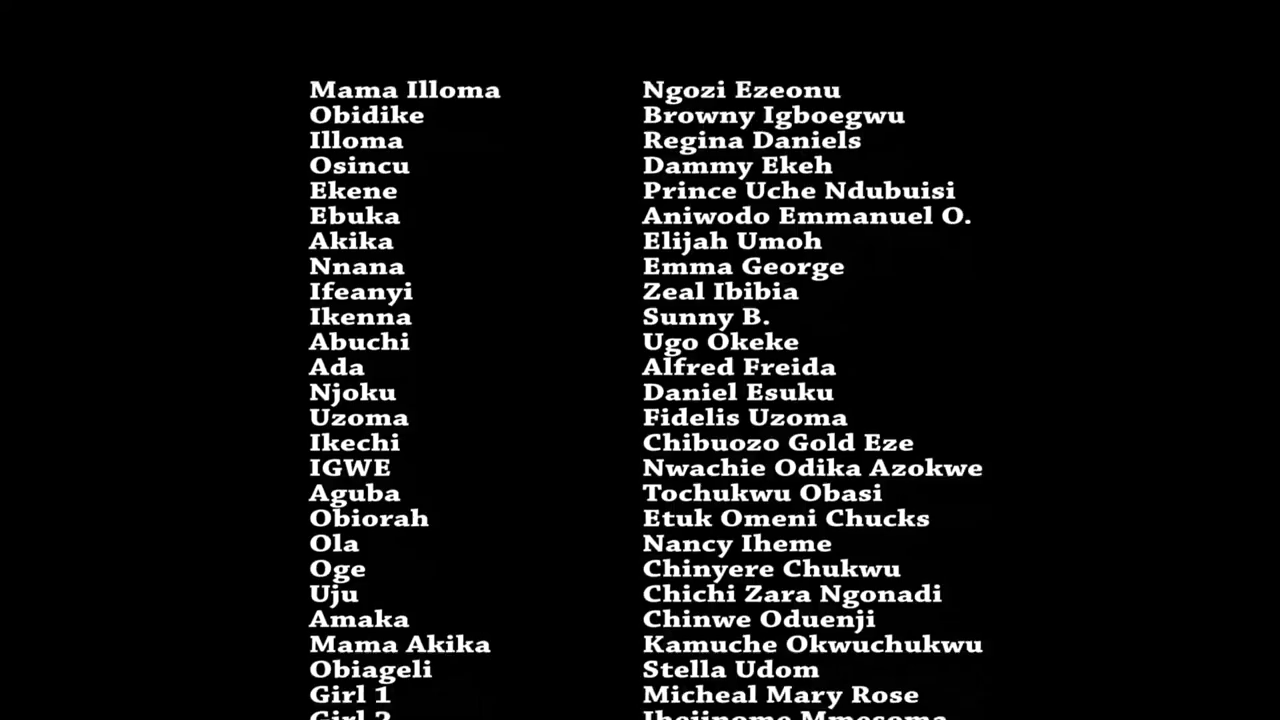 Mama Illoma Ngozi Ezeonu
Obidike Browny Igboegwu
Illoma Regina Daniels
Osincu Dammy Ekeh
Ekene Prince Uche Ndubuisi
Ebuka Aniwodo Emmanuel O.
Akika Elijah Umoh
Nnana Emma George
Ifeanyi Zeal Ibibia
Ikenna Sunny B.
Abuchi Ugo Okeke
Ada Alfred Freida
Njoku Daniel Esuku
Uzoma Fidelis Uzoma
Ikechi Chibuozo Gold Eze
IGWE Nwachie Odika Azokwe
Aguba Tochukwu Obasi
Obiorah Etuk Omeni Chucks
Ola Nancy Iheme
Oge Chinyere Chukwu
Uju Chichi Zara Ngonadi
Amaka Chinwe Oduenji
Mama Akika Kamuche Okwuchukwu
Obiageli Stella Udom
Girl 1 Micheal Mary Rose
Girl 2